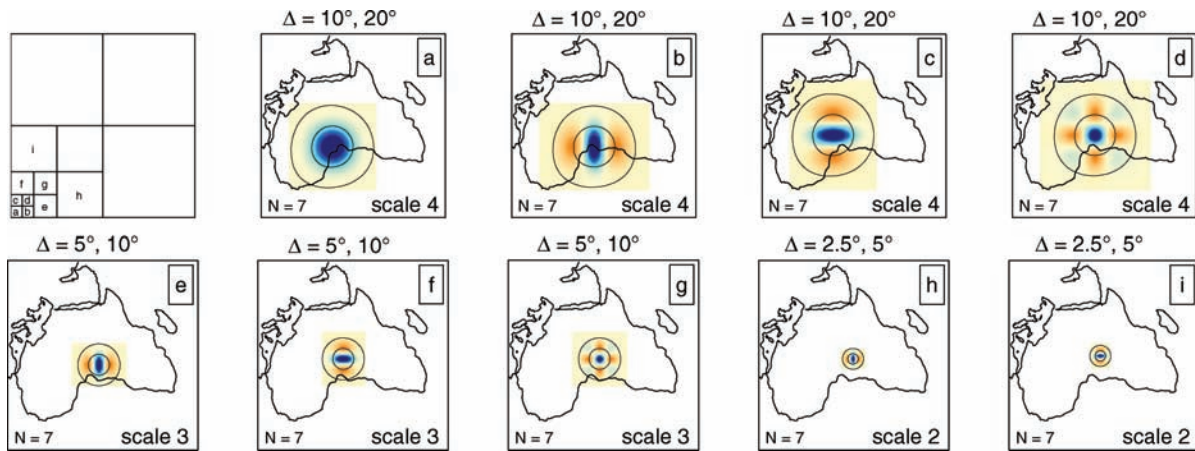 Δ = 10°, 20°
Δ = 10°, 20°
Δ = 10°, 20°
Δ = 10°, 20°
i
f g
h
c d
e
a b
a
N = 7 scale 4
b
N = 7 scale 4
c
N = 7 scale 4
d
N = 7 scale 4
Δ = 5°, 10°
Δ = 5°, 10°
Δ = 5°, 10°
Δ = 2.5°, 5°
Δ = 2.5°, 5°
e
N = 7 scale 3
f
N = 7 scale 3
g
N = 7 scale 3
h
N = 7 scale 2
i
N = 7 scale 2